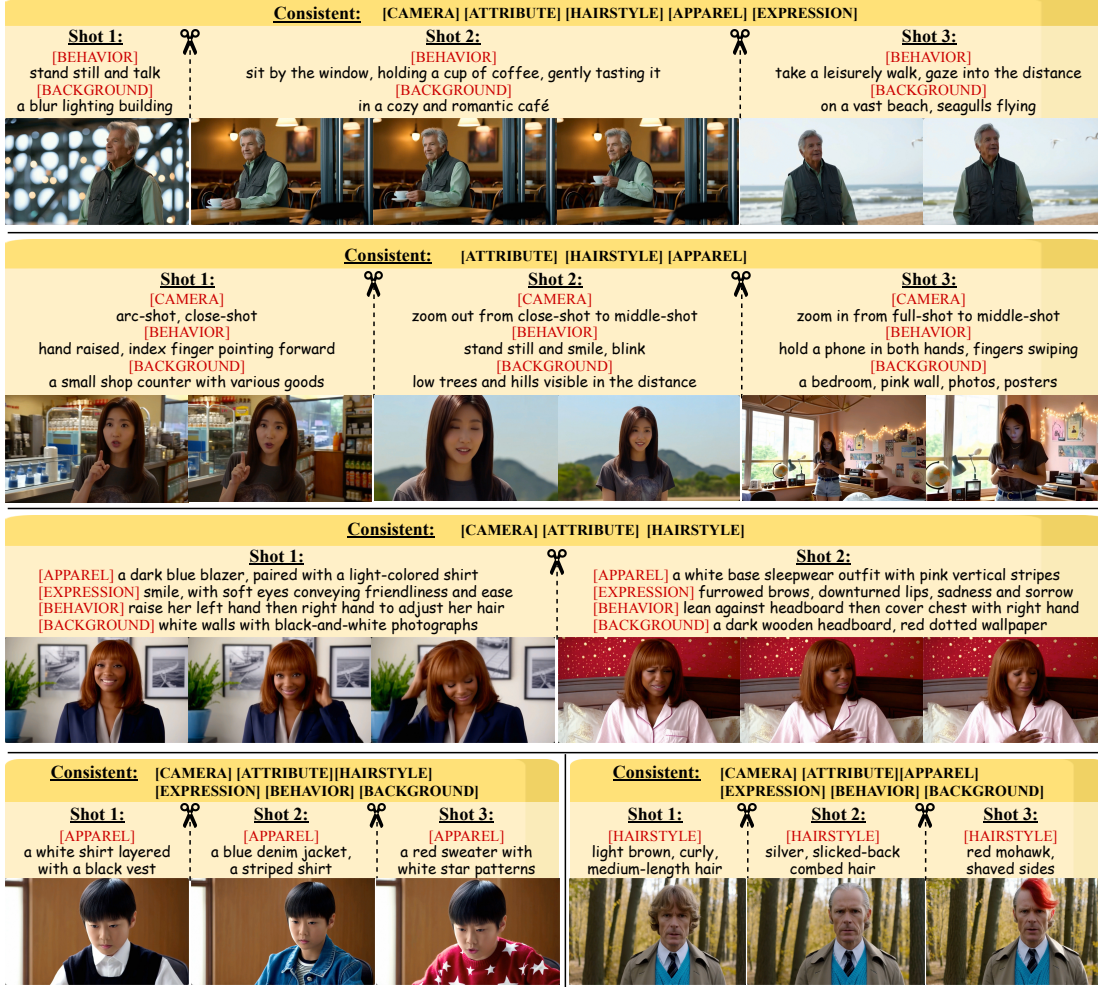 Consistent: [CAMERA] [ATTRIBUTE] [HAIRSTYLE] [APPAREL] [EXPRESSION]
Shot 1:
[BEHAVIOR]
stand still and talk
[BACKGROUND]
a blur lighting building
Shot 2:
[BEHAVIOR]
sit by the window, holding a cup of coffee, gently tasting it
[BACKGROUND]
in a cozy and romantic café
Shot 3:
[BEHAVIOR]
take a leisurely walk, gaze into the distance
[BACKGROUND]
on a vast beach, seagulls flying
Consistent: [ATTRIBUTE] [HAIRSTYLE] [APPAREL]
Shot 1:
[CAMERA]
arc-shot, close-shot
[BEHAVIOR]
hand raised, index finger pointing forward
[BACKGROUND]
a small shop counter with various goods
Shot 2:
[CAMERA]
zoom out from close-shot to middle-shot
[BEHAVIOR]
stand still and smile, blink
[BACKGROUND]
low trees and hills visible in the distance
Shot 3:
[CAMERA]
zoom in from full-shot to middle-shot
[BEHAVIOR]
hold a phone in both hands, fingers swiping
[BACKGROUND]
a bedroom, pink wall, photos, posters
Consistent: [CAMERA] [ATTRIBUTE] [HAIRSTYLE]
Shot 1:
[APPAREL] a dark blue blazer, paired with a light-colored shirt
[EXPRESSION] smile, with soft eyes conveying friendliness and ease
[BEHAVIOR] raise her left hand then right hand to adjust her hair
[BACKGROUND] white walls with black-and-white photographs
Shot 2:
[APPAREL] a white base sleepwear outfit with pink vertical stripes
[EXPRESSION] furrowed brows, downturned lips, sadness and sorrow
[BEHAVIOR] lean against headboard then cover chest with right hand
[BACKGROUND] a dark wooden headboard, red dotted wallpaper
Consistent: [CAMERA] [ATTRIBUTE][HAIRSTYLE]
[EXPRESSION] [BEHAVIOR] [BACKGROUND]
Shot 1:
[APPAREL]
a white shirt layered
with a black vest
Shot 2:
[APPAREL]
a blue denim jacket,
a striped shirt
Shot 3:
[APPAREL]
a red sweater with
white star patterns
Consistent: [CAMERA] [ATTRIBUTE][APPAREL]
[EXPRESSION] [BEHAVIOR] [BACKGROUND]
Shot 1:
[HAIRSTYLE]
light brown, curly,
medium-length hair
Shot 2:
[HAIRSTYLE]
silver, slicked-back
combed hair
Shot 3:
[HAIRSTYLE]
red mohawk,
shaved sides